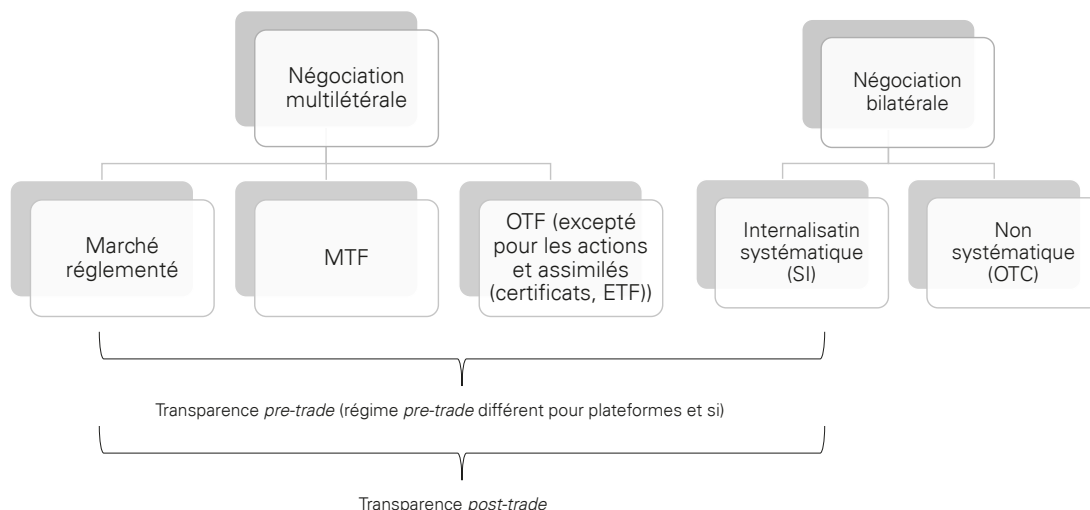 Négociation
multilétérale
Négociation
bilatérale
Marché
réglementé
MTF
OTF (excepté
pour les actions
et assimilés
(certificats, ETF))
Internalisatin
systématique
(SI)
Non
systématique
(OTC)
Transparence pre-trade (régime pre-trade différent pour plateformes et si)
Transparence post-trade